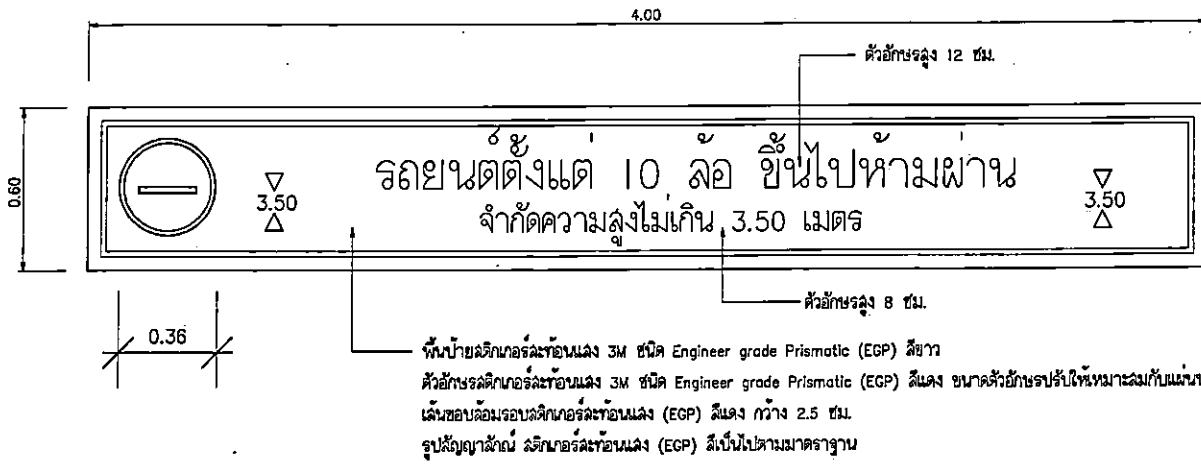 4.00
ตัวอักษรสูง 12 ซม.
0.60
รถยนต์ตั้งแต่ 10 ล้อ ขึ้นไปห้ามผ่าน
3.50
3.50
จำกัดความสูงไม่เกิน 3.50 เมตร
ตัวอักษรสูง 8 ซม.
0.36
พื้นป้ายสติกเกอร์สะท้อนแสง 3M ชนิด Engineer grade Prismatic (EGP) สีขาว
ตัวอักษรสติกเกอร์สะท้อนแสง 3M ชนิด Engineer grade Prismatic (EGP) สีแดง ขนาดตัวอักษรปรับให้เหมาะสมกับแผ่น
เส้นขอบล้อมรอบสติกเกอร์สะท้อนแสง (EGP) สีแดง กว้าง 2.5 ซม.
รูปสัญญาลักณ์ สติกเกอร์สะท้อนแสง (EGP) สีเป็นไปตามมาตราฐาน